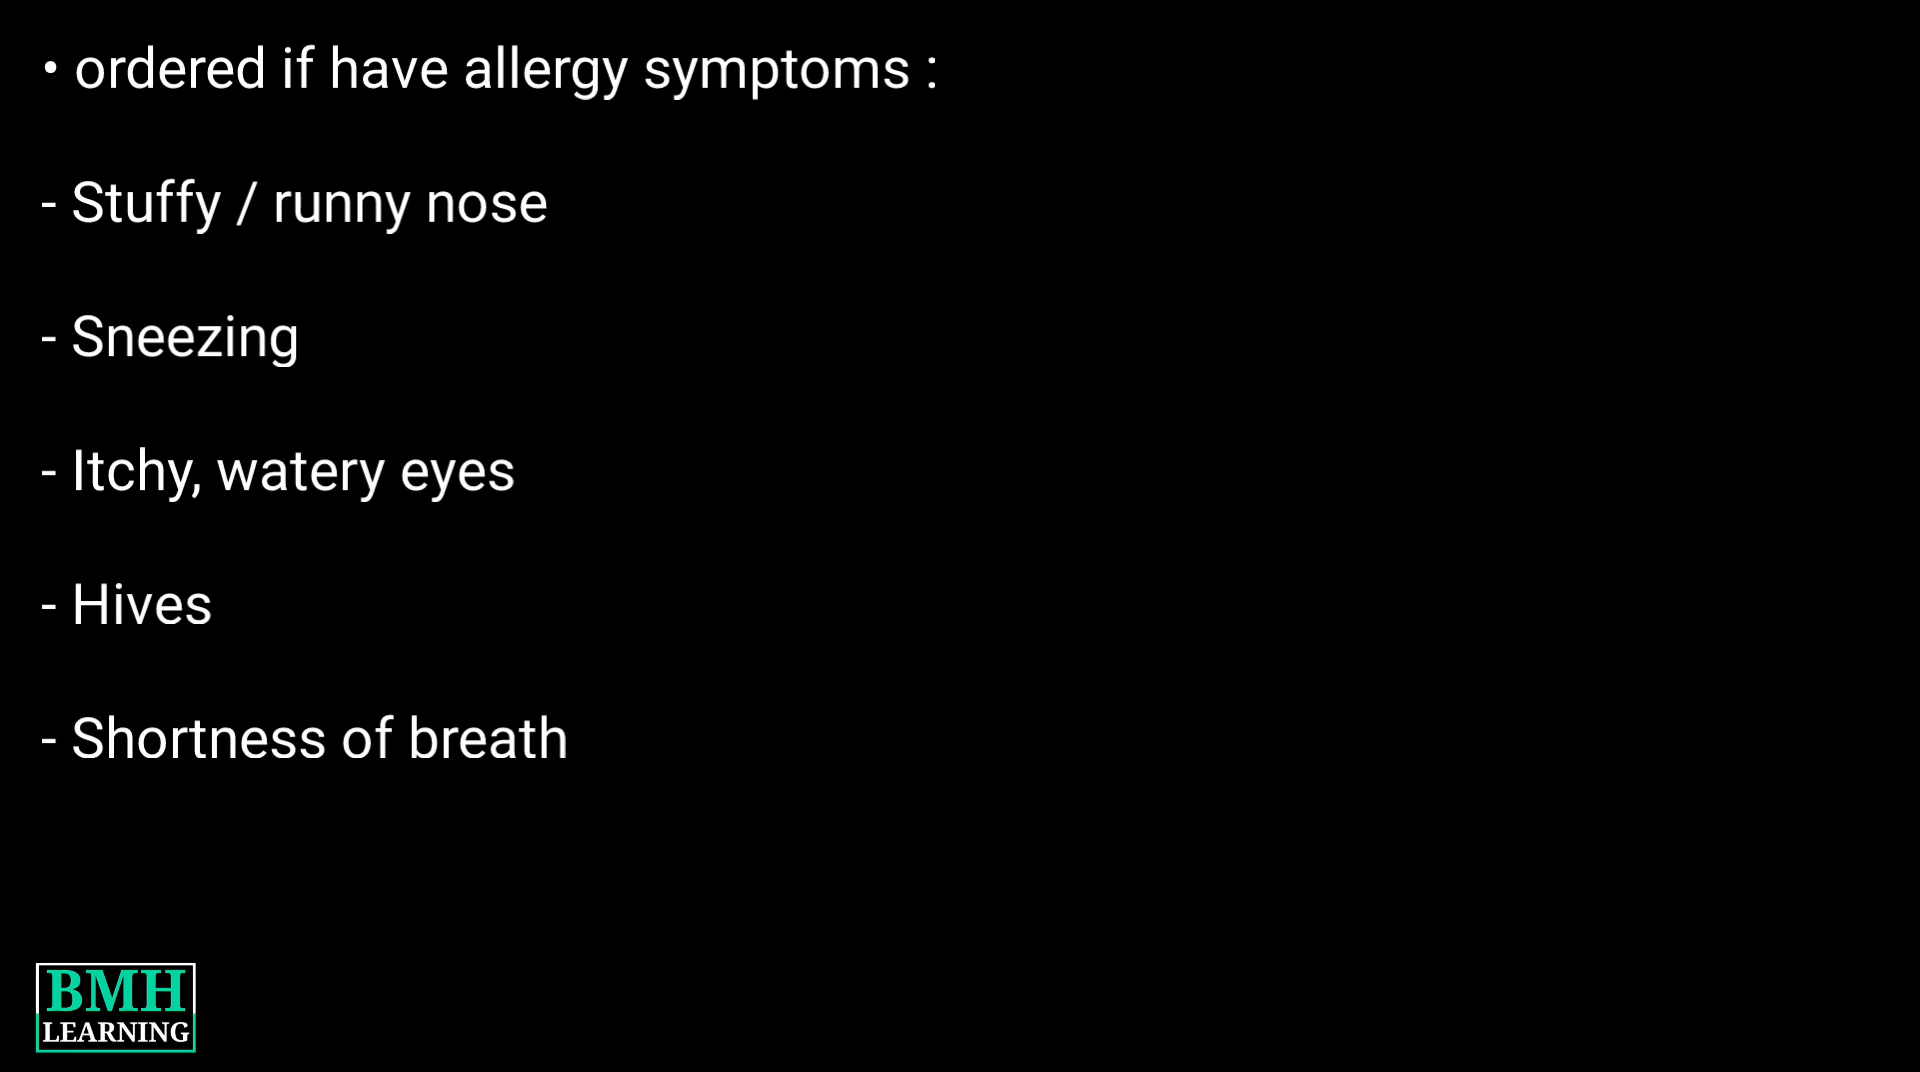 • ordered if have allergy symptoms :
- Stuffy / runny nose
- Sneezing
- Itchy, watery eyes
- Hives
- Shortness of breath
BMH
LEARNING